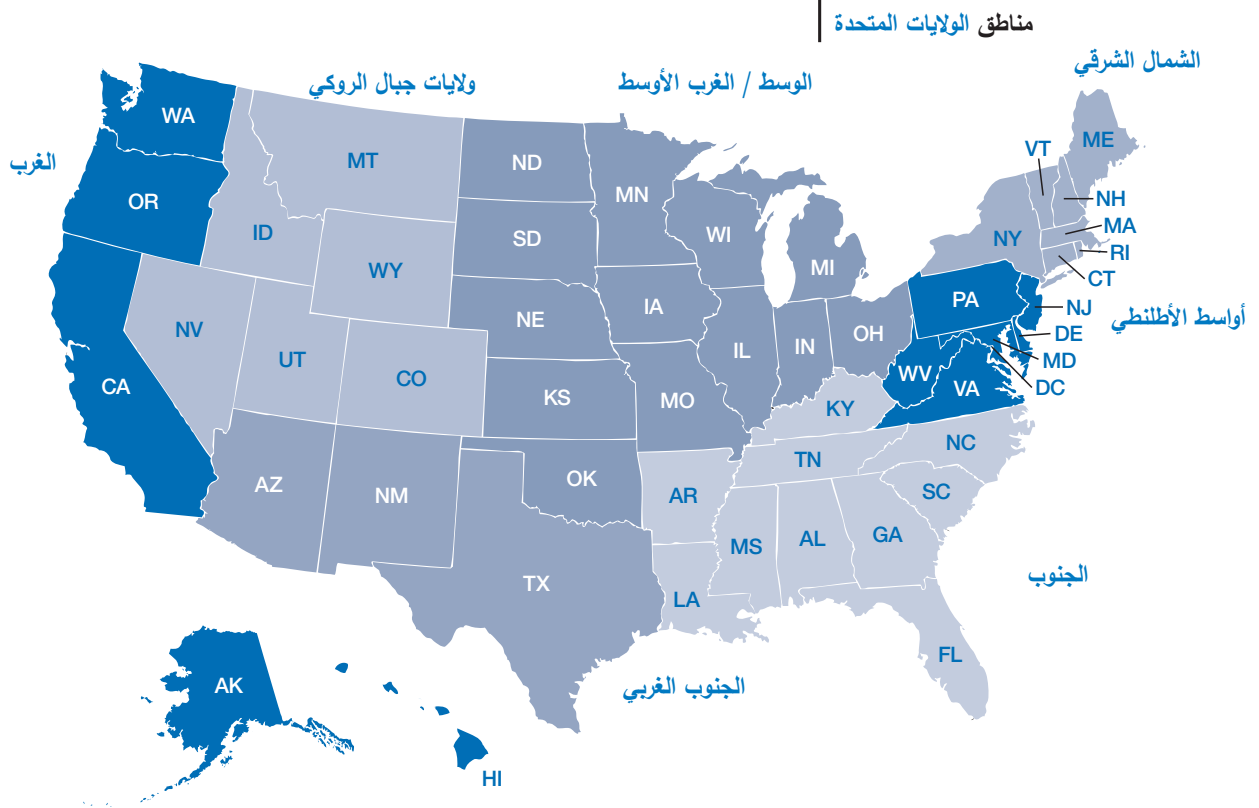 مناطق الولايات المتحدة
الشمال الشرقي
الوسط / الغرب الأوسط
ولايات جبال الروكي
الغرب
WA
OR
CA
MT
ID
WY
NV
UT
CO
AZ
NM
ND
SD
NE
KS
OK
TX
MN
IA
MO
WI
IL
MI
IN
OH
KY
TN
AR
LA
MS
AL
GA
FL
SC
NC
VA
WV
PA
NY
VT
ME
NH
MA
RI
CT
NJ
DE
MD
DC
أواسط الأطلنطي
الجنوب
الجنوب الغربي
AK
HI